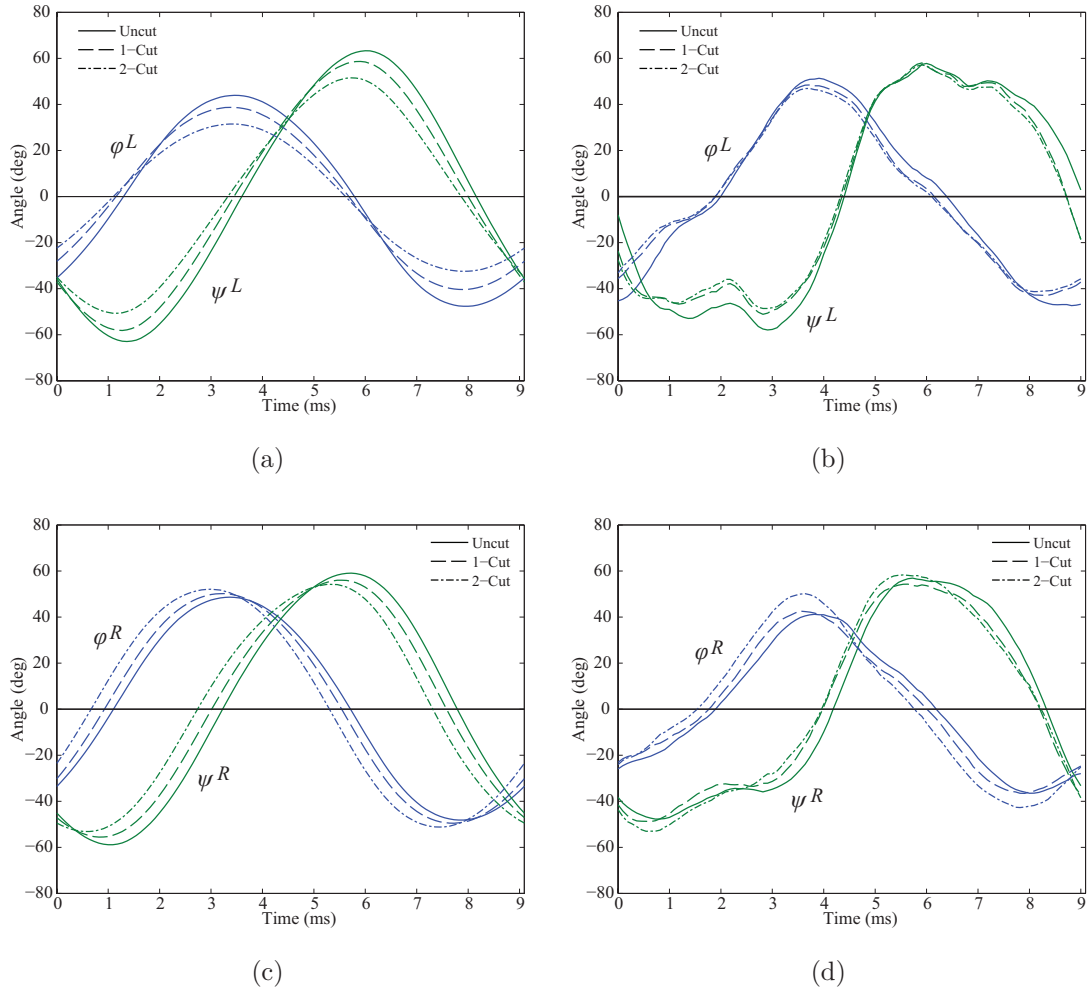 80
60
40
20
0
−20
−40
−60
−80
Angle (deg)
Uncut
1−Cut
2−Cut
φL
ψL
0 1 2 3 4 5 6 7 8 9
Time (ms)
(a)
80
60
40
20
0
−20
−40
−60
−80
Angle (deg)
Uncut
1−Cut
2−Cut
φL
ψL
0 1 2 3 4 5 6 7 8 9
Time (ms)
(b)
80
60
40
20
0
−20
−40
−60
−80
Angle (deg)
Uncut
1−Cut
2−Cut
φR
ψR
0 1 2 3 4 5 6 7 8 9
Time (ms)
(c)
80
60
40
20
0
−20
−40
−60
−80
Angle (deg)
Uncut
1−Cut
2−Cut
φR
ψR
0 1 2 3 4 5 6 7 8 9
Time (ms)
(d)